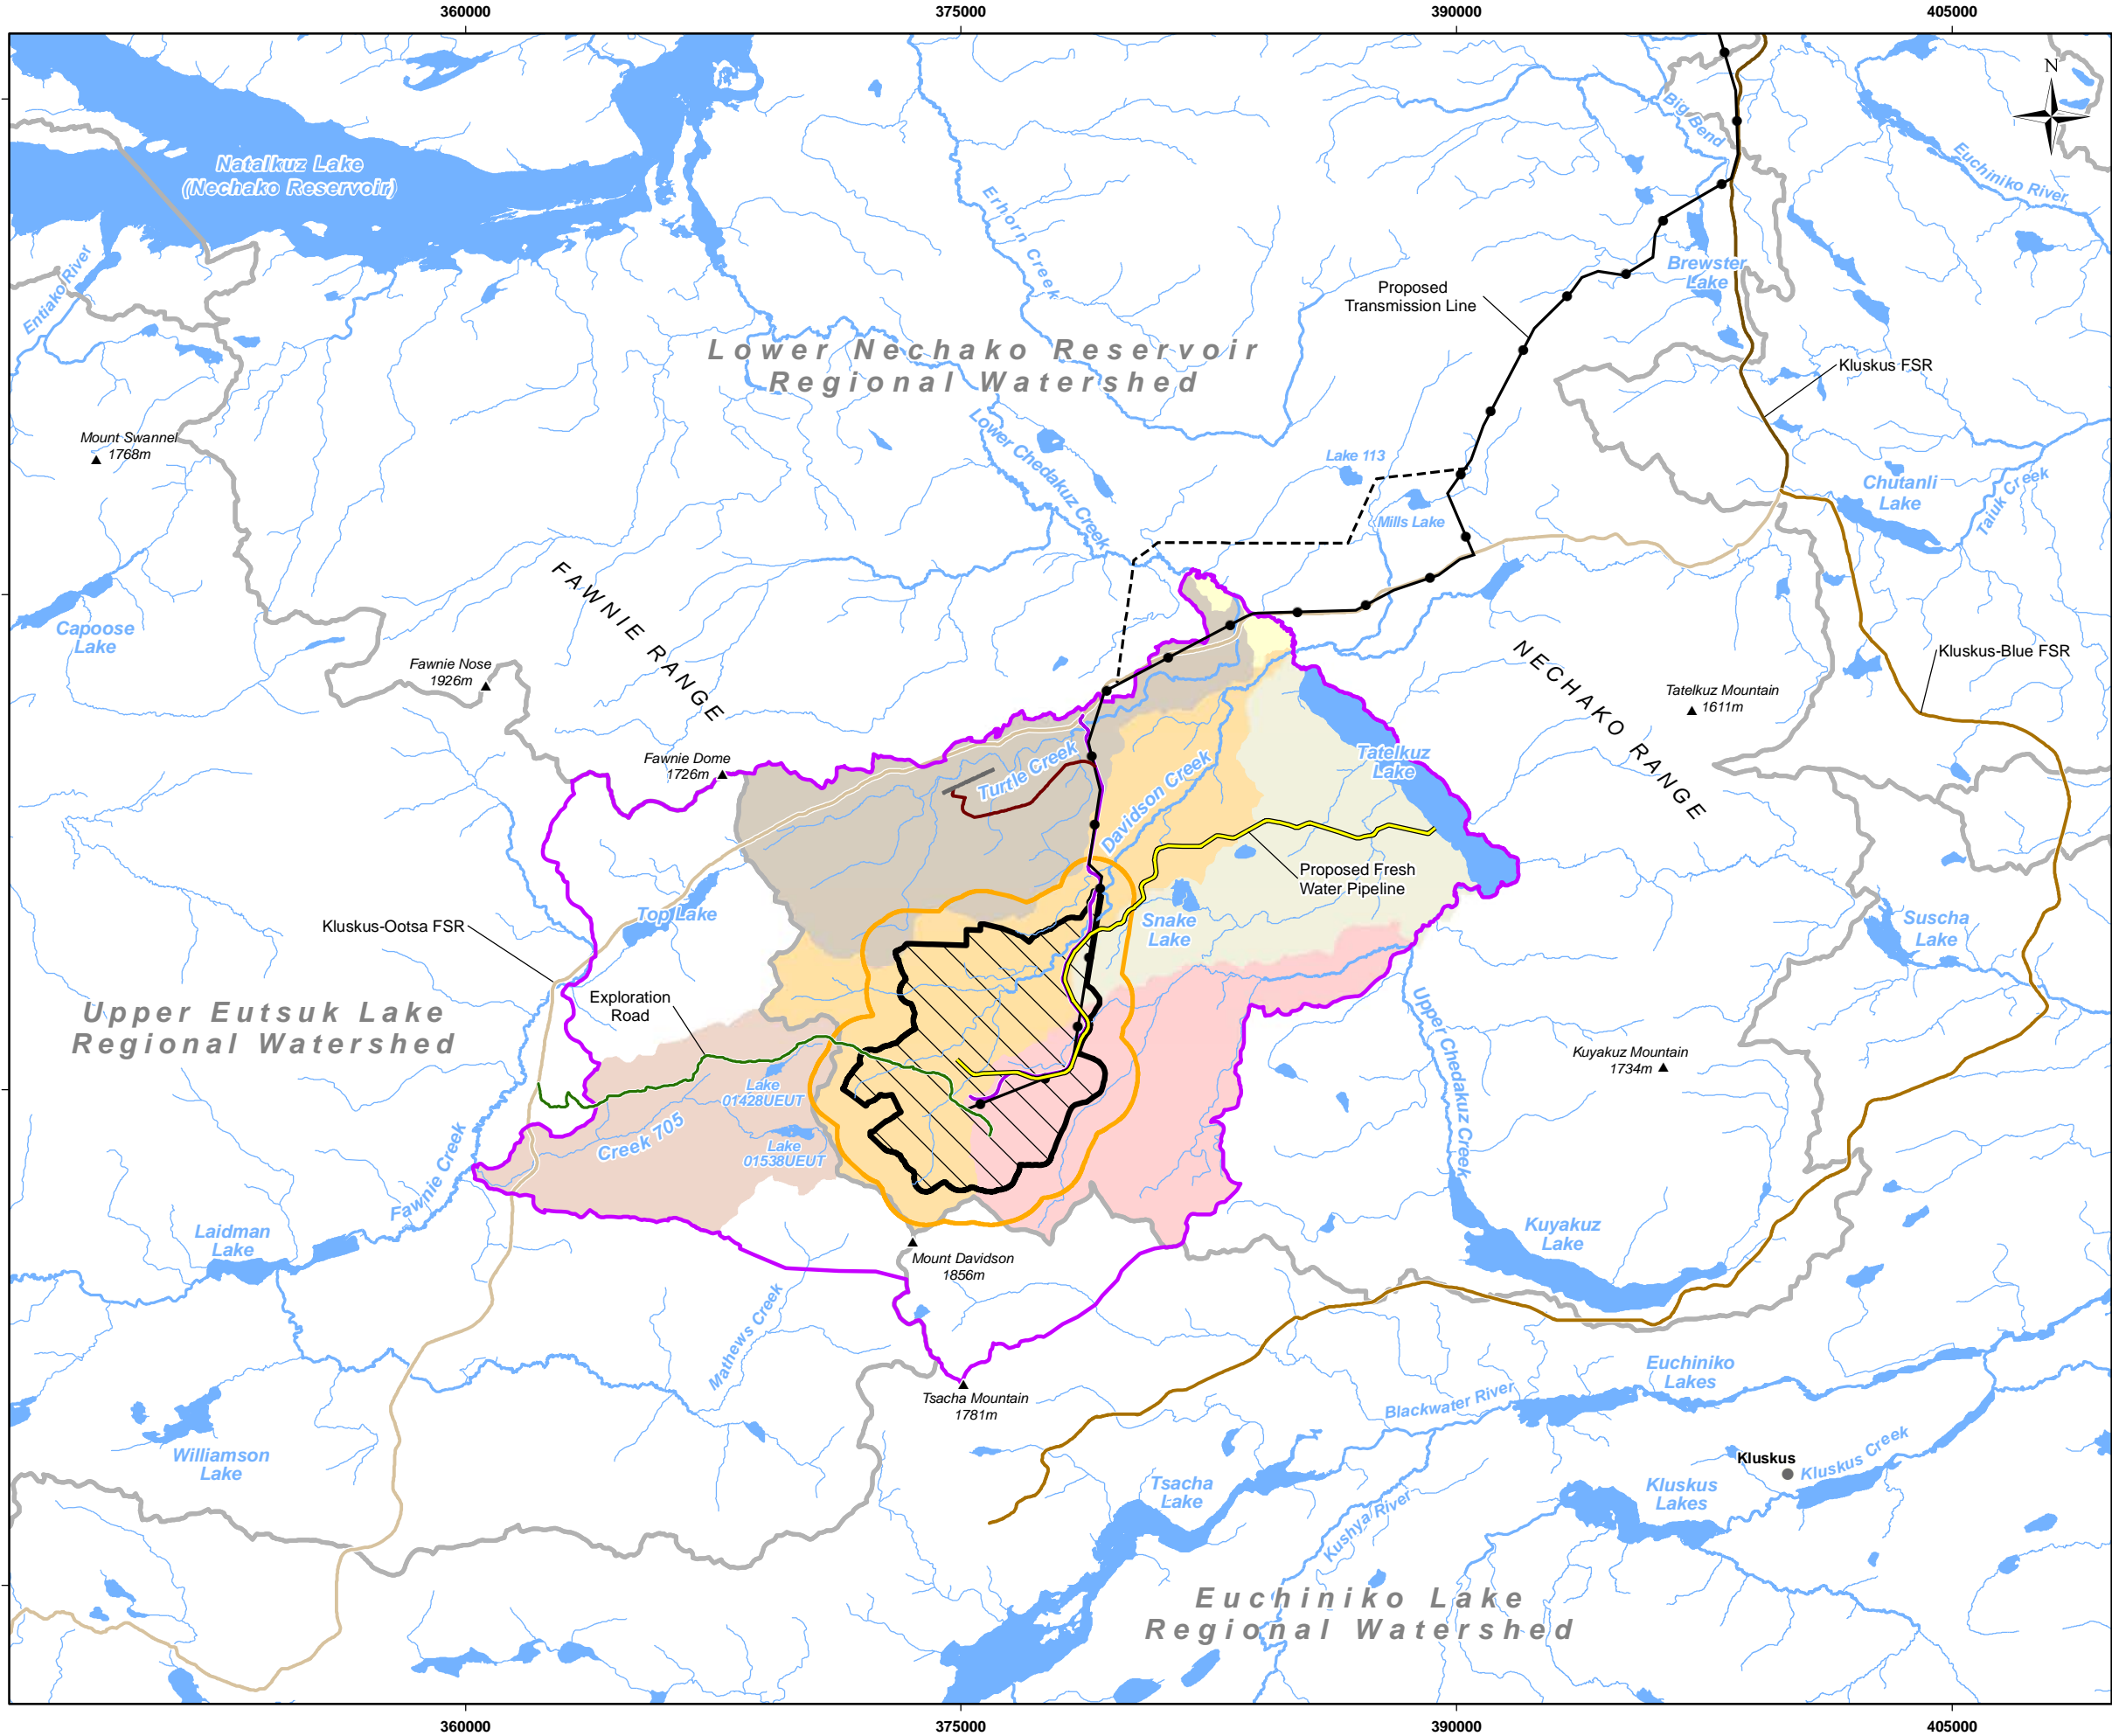 360000
375000
390000
405000
N
Big Bend
Euchiniko River
Natalkuz Lake
(Nechako Reservoir)
Erhorn Creek
Entiako River
Brewster
Lake
Proposed
Transmission Line
Lower Nechako Reservoir
Regional Watershed
Kluskus FSR
Mount Swannel
1768m
Lower Chedakuz Creek
Lake 113
Mills Lake
Chutanli
Lake
Taiuk Creek
FAWNIE RANGE
Capoose
Lake
Fawnie Nose
1926m
NECHAKO RANGE
Kluskus-Blue FSR
Tatelkuz Mountain
1611m
Fawnie Dome
1726m
Turtle Creek
Davidson Creek
Tatelkuz
Lake
Proposed Fresh
Water Pipeline
Top Lake
Snake
Lake
Suscha
Lake
Kluskus-Ootsa FSR
Exploration
Road
Upper Eutsuk Lake
Regional Watershed
Upper Chedakuz Creek
Kuyakuz Mountain
1734m
Lake
01428UEUT
Creek 705
Lake
01538UEUT
Fawnie Creek
Laidman
Lake
Kuyakuz
Lake
Mount Davidson
1856m
Mathews Creek
Euchiniko
Lakes
Tsacha Mountain
1781m
Blackwater River
Williamson
Lake
Kluskus
Kluskus Creek
Tsacha
Lake
Kluskus
Lakes
Kushya River
Euchiniko Lake
Regional Watershed
360000
375000
390000
405000